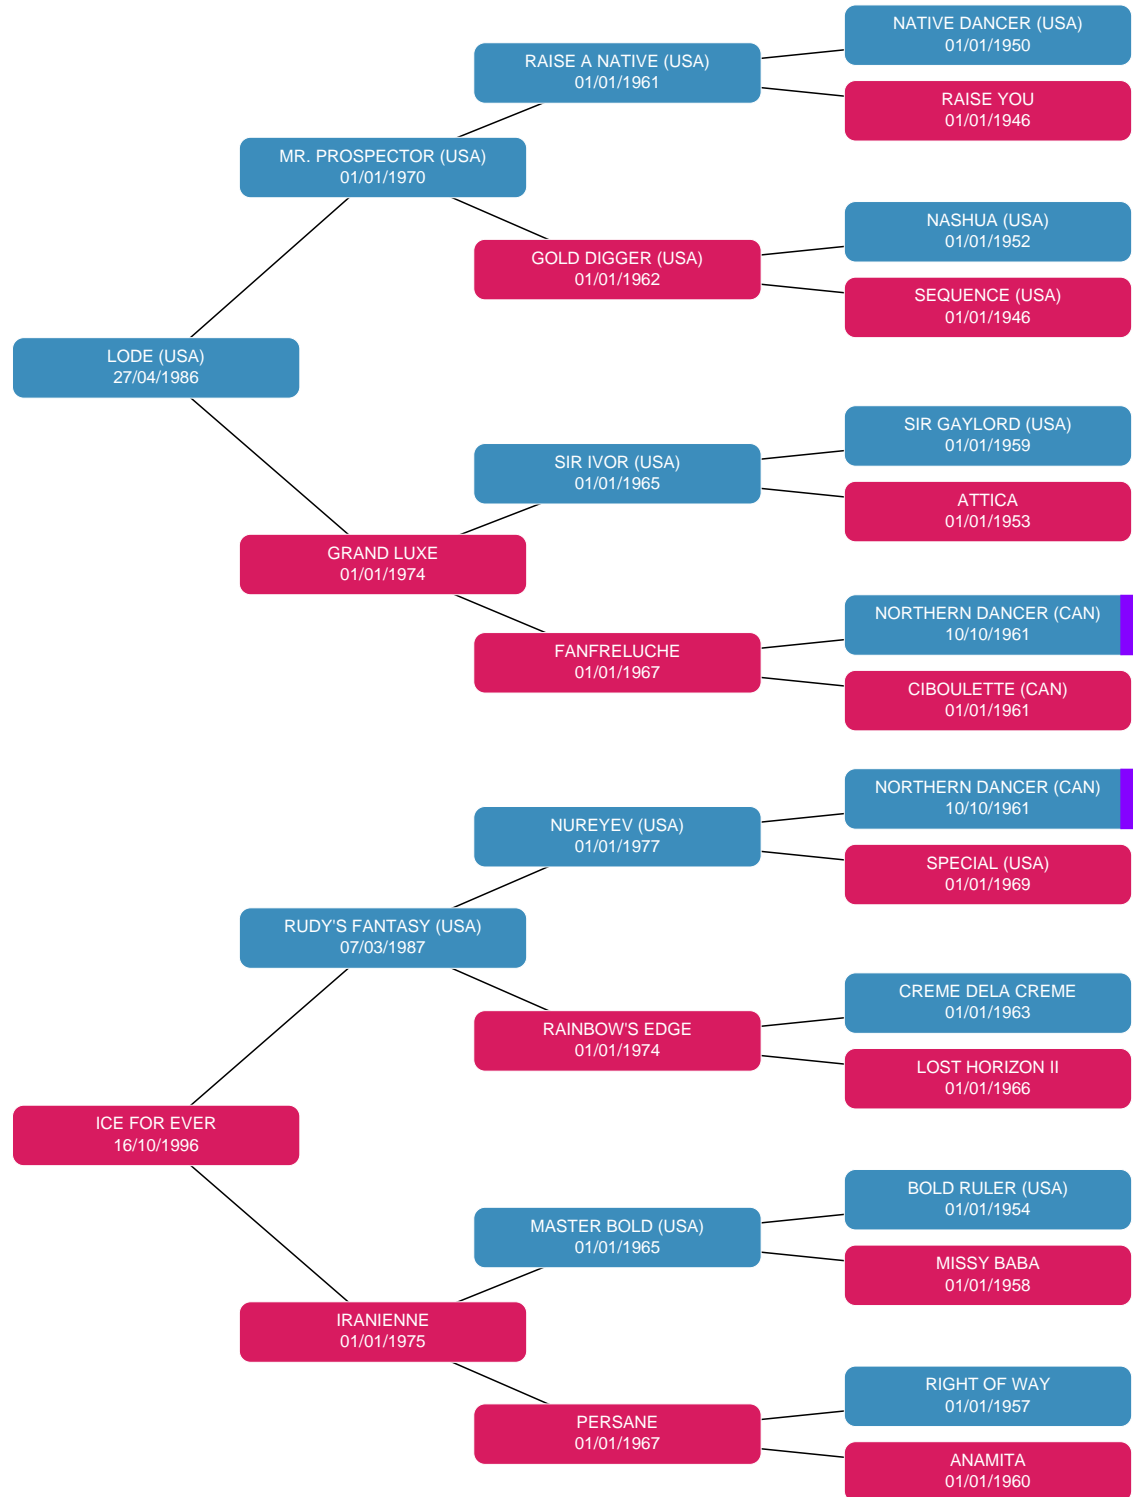 NATIVE DANCER (USA)
01/01/1950
RAISE A NATIVE (USA)
01/01/1961
RAISE YOU
01/01/1946
MR. PROSPECTOR (USA)
01/01/1970
NASHUA (USA)
01/01/1952
GOLD DIGGER (USA)
01/01/1962
SEQUENCE (USA)
01/01/1946
LODE (USA)
27/04/1986
SIR GAYLORD (USA)
01/01/1959
SIR IVOR (USA)
01/01/1965
ATTICA
01/01/1953
GRAND LUXE
01/01/1974
NORTHERN DANCER (CAN)
10/10/1961
FANFRELUCHE
01/01/1967
CIBOULETTE (CAN)
01/01/1961
NORTHERN DANCER (CAN)
10/10/1961
NUREYEV (USA)
01/01/1977
SPECIAL (USA)
01/01/1969
RUDY'S FANTASY (USA)
07/03/1987
CREME DELA CREME
01/01/1963
RAINBOW'S EDGE
01/01/1974
LOST HORIZON II
01/01/1966
ICE FOR EVER
16/10/1996
BOLD RULER (USA)
01/01/1954
MASTER BOLD (USA)
01/01/1965
MISSY BABA
01/01/1958
IRANIENNE
01/01/1975
RIGHT OF WAY
01/01/1957
PERSANE
01/01/1967
ANAMITA
01/01/1960